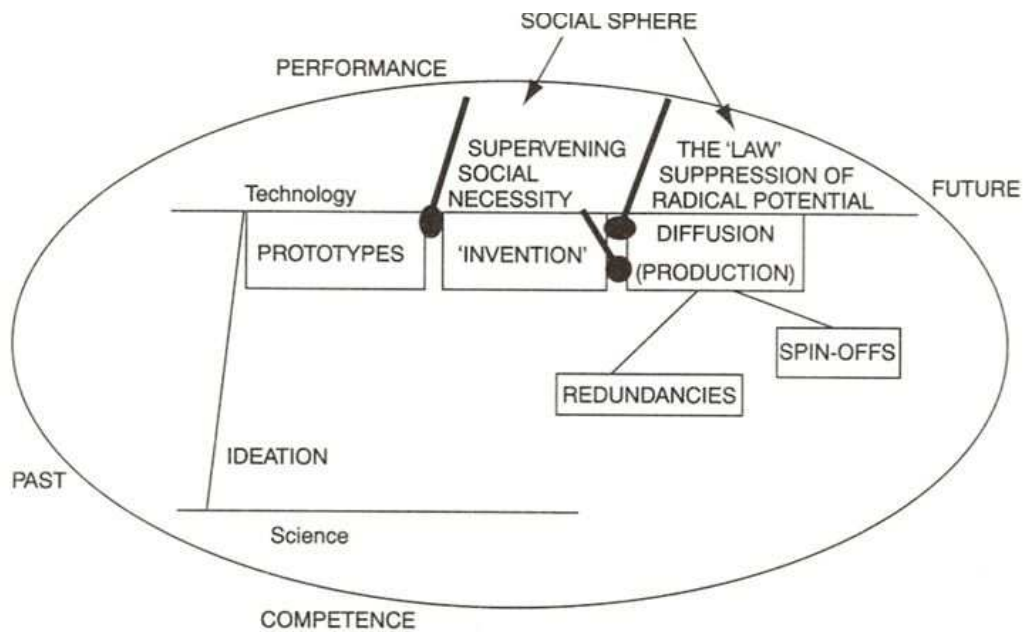 SOCIAL SPHERE
PERFORMANCE
SUPERVENING
SOCIAL
NECESSITY
THE ‘LAW’
SUPPRESSION OF
RADICAL POTENTIAL
FUTURE
Technology
PROTOTYPES
‘INVENTION’
DIFFUSION
(PRODUCTION)
SPIN-OFFS
REDUNDANCIES
IDEATION
PAST
Science
COMPETENCE